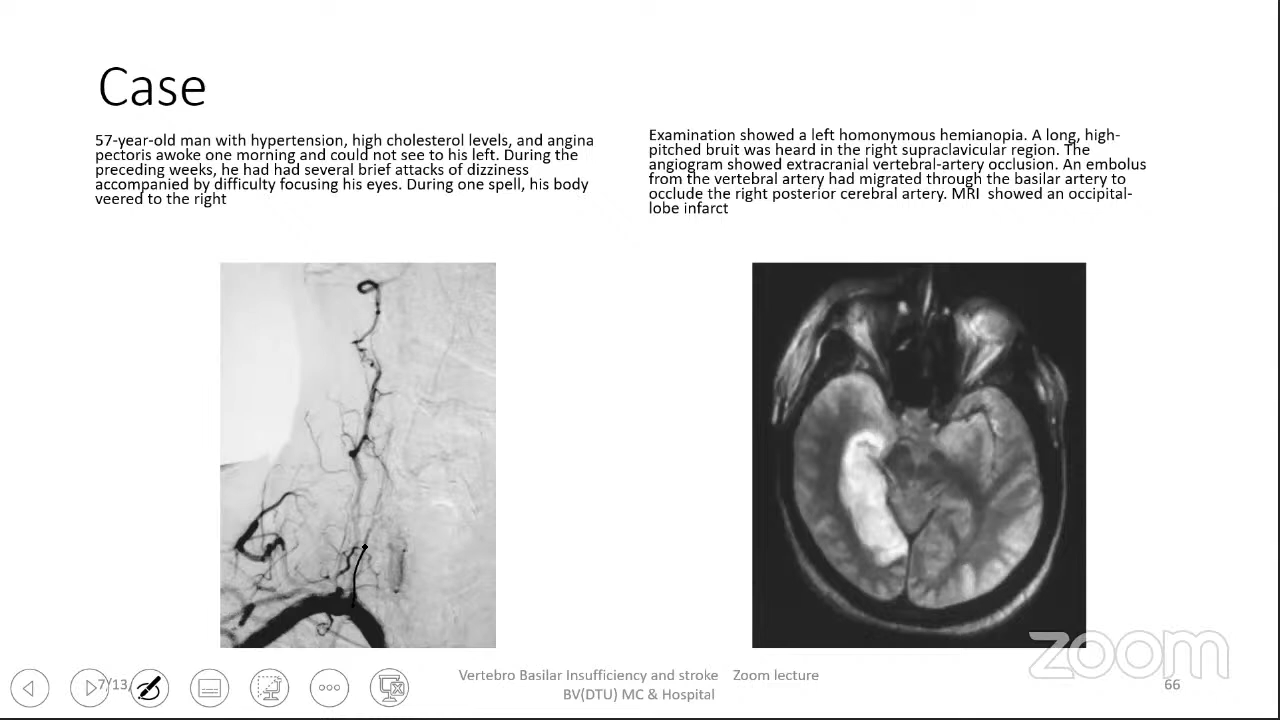 Case
57-year-old man with hypertension, high cholesterol levels, and angina
pectoris awoke one morning and could not see to his left. During the
preceding weeks, he had had several brief attacks of dizziness
accompanied by difficulty focusing his eyes. During one spell, his body
veered to the right
Examination showed a left homonymous hemianopia. A long, high-
pitched bruit was heard in the right supraclavicular region. The
angiogram showed extracranial vertebral-artery occlusion. An embolus
from the vertebral artery had migrated through the basilar artery to
occlude the right posterior cerebral artery. MRI  showed an occipital-
lobe infarct
zoom
7/13/
Vertebro Basilar Insufficiency and stroke    Zoom lecture
BV(DTU) MC & Hospital
66